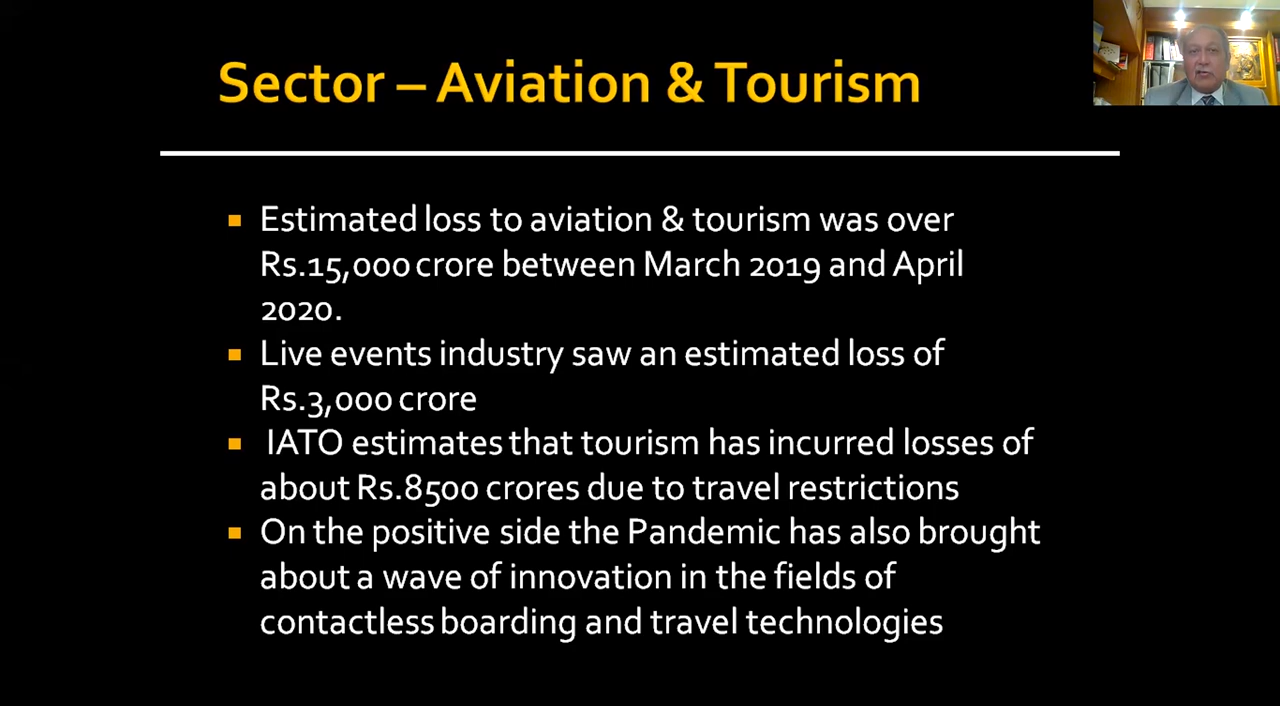 Sector – Aviation & Tourism
Estimated loss to aviation & tourism was over
Rs.15,000 crore between March 2019 and April
2020.
Live events industry saw an estimated loss of
Rs.3,000 crore
IATO estimates that tourism has incurred losses of
about Rs.8500 crores due to travel restrictions
On the positive side the Pandemic has also brought
about a wave of innovation in the fields of
contactless boarding and travel technologies